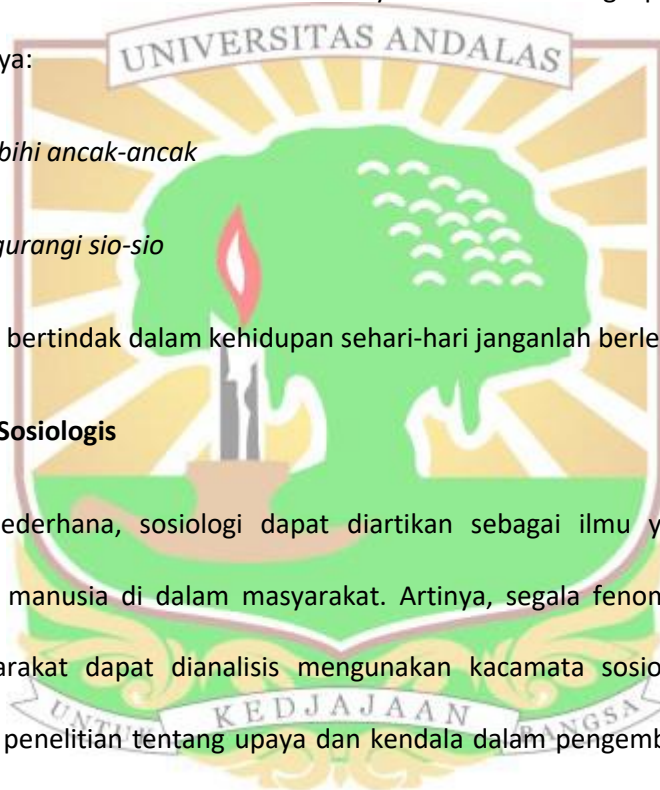 UNIVERSITAS ANDALAS
ya:
bihi ancak-ancak
gurangi sio-sio
bertindak dalam kehidupan sehari-hari janganlah berle
Sosiologis
ederhana, sosiologi dapat diartikan sebagai ilmu y
manusia di dalam masyarakat. Artinya, segala fenom
arakat dapat dianalisis mengunakan kacamata sosio
UNTUK KEDJAJAAN BANGSA
penelitian tentang upaya dan kendala dalam pengemb